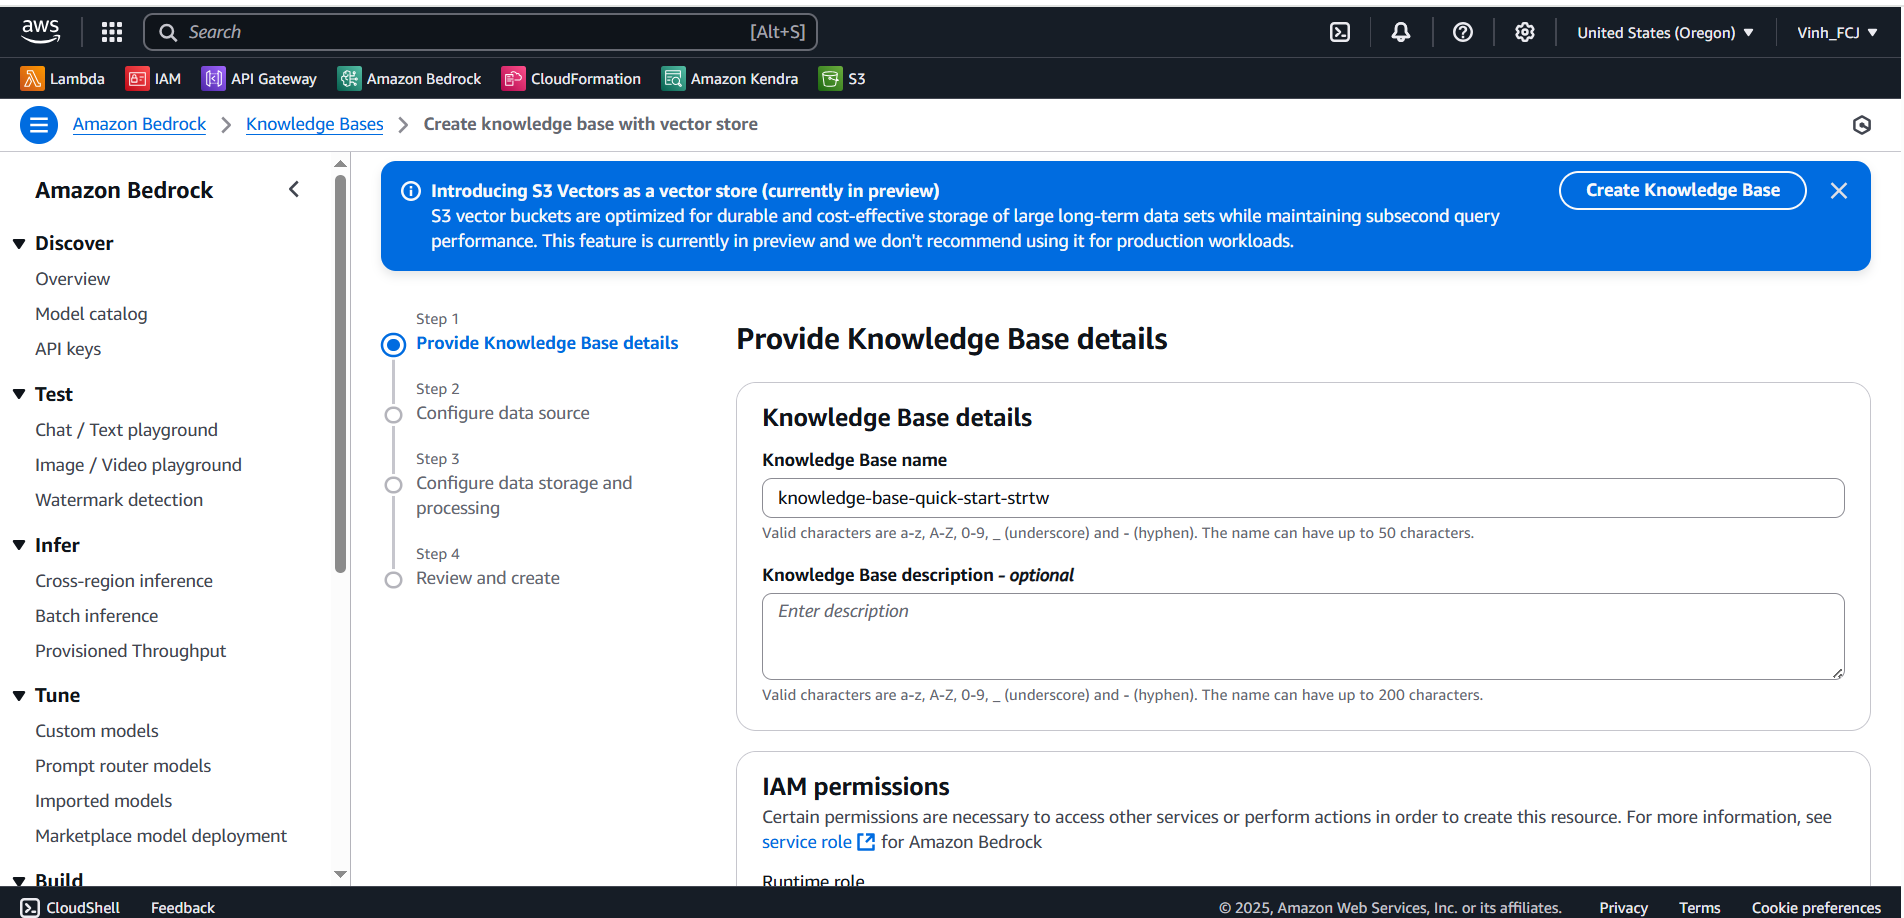 aws
Search [Alt+S]
United States (Oregon)
Vinh_FCJ
Lambda
IAM
API Gateway
Amazon Bedrock
CloudFormation
Amazon Kendra
S3
Amazon Bedrock
Knowledge Bases
Create knowledge base with vector store
Amazon Bedrock
Discover
Overview
Model catalog
API keys
Test
Chat / Text playground
Image / Video playground
Watermark detection
Infer
Cross-region inference
Batch inference
Provisioned Throughput
Tune
Custom models
Prompt router models
Imported models
Marketplace model deployment
Build
Introducing S3 Vectors as a vector store (currently in preview)
S3 vector buckets are optimized for durable and cost-effective storage of large long-term data sets while maintaining subsecond query
performance. This feature is currently in preview and we don't recommend using it for production workloads.
Create Knowledge Base
Step 1
Provide Knowledge Base details
Step 2
Configure data source
Step 3
Configure data storage and
processing
Step 4
Review and create
Provide Knowledge Base details
Knowledge Base details
Knowledge Base name
knowledge-base-quick-start-strtw
Valid characters are a-z, A-Z, 0-9, _ (underscore) and - (hyphen). The name can have up to 50 characters.
Knowledge Base description - optional
Enter description
Valid characters are a-z, A-Z, 0-9, _ (underscore) and - (hyphen). The name can have up to 200 characters.
IAM permissions
Certain permissions are necessary to access other services or perform actions in order to create this resource. For more information, see
service role for Amazon Bedrock
Runtime role
CloudShell
Feedback
© 2025, Amazon Web Services, Inc. or its affiliates.
Privacy
Terms
Cookie preferences